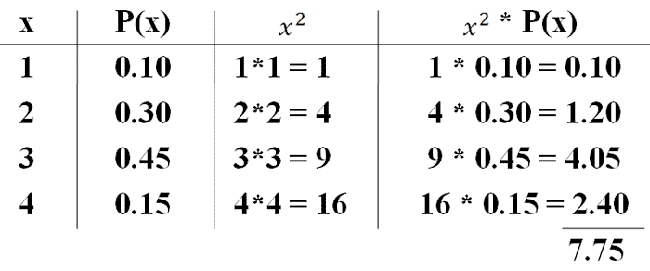 x P(x) x² x² * P(x)
1 0.10 1*1 = 1 1 * 0.10 = 0.10
2 0.30 2*2 = 4 4 * 0.30 = 1.20
3 0.45 3*3 = 9 9 * 0.45 = 4.05
4 0.15 4*4 = 16 16 * 0.15 = 2.40
7.75